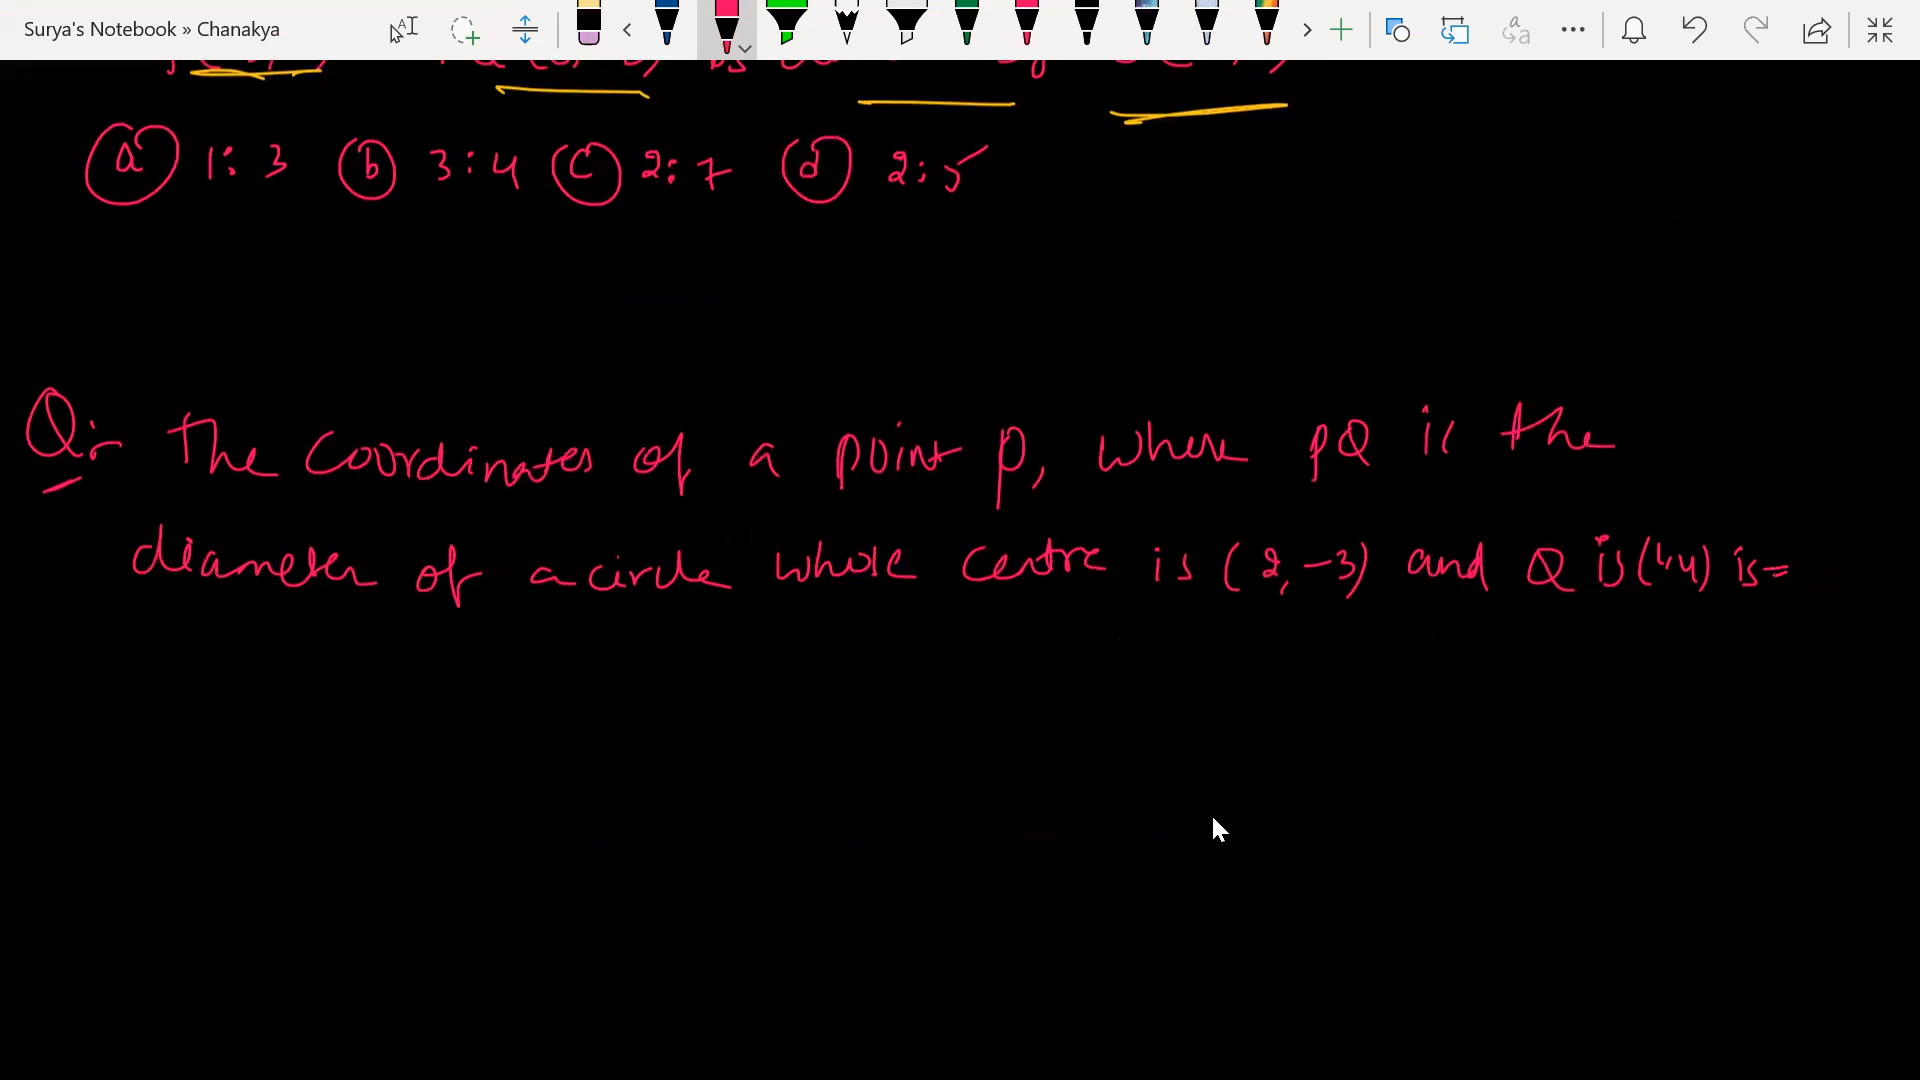 Surya's Notebook » Chanakya
(a) 1:3 (b) 3:4 (c) 2:7 (d) 2:5
Q:- The coordinates of a point P, where PQ is the
diameter of a circle whose centre is (2,-3) and Q is (1,4) is=